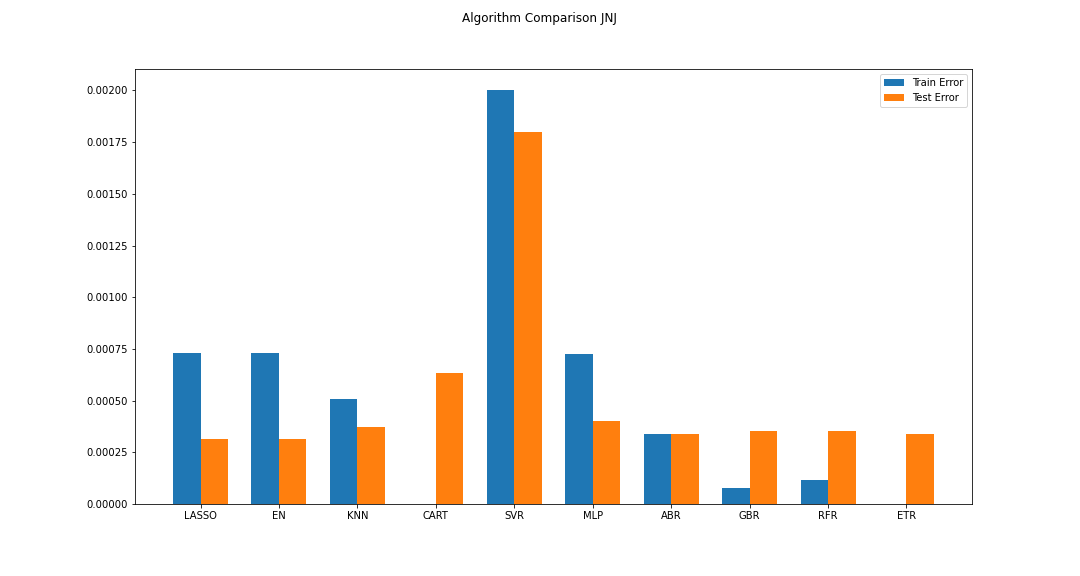 Algorithm Comparison JNJ
Train Error
Test Error
0.00200
0.00175
0.00150
0.00125
0.00100
0.00075
0.00050
0.00025
0.00000
LASSO EN KNN CART SVR MLP ABR GBR RFR ETR